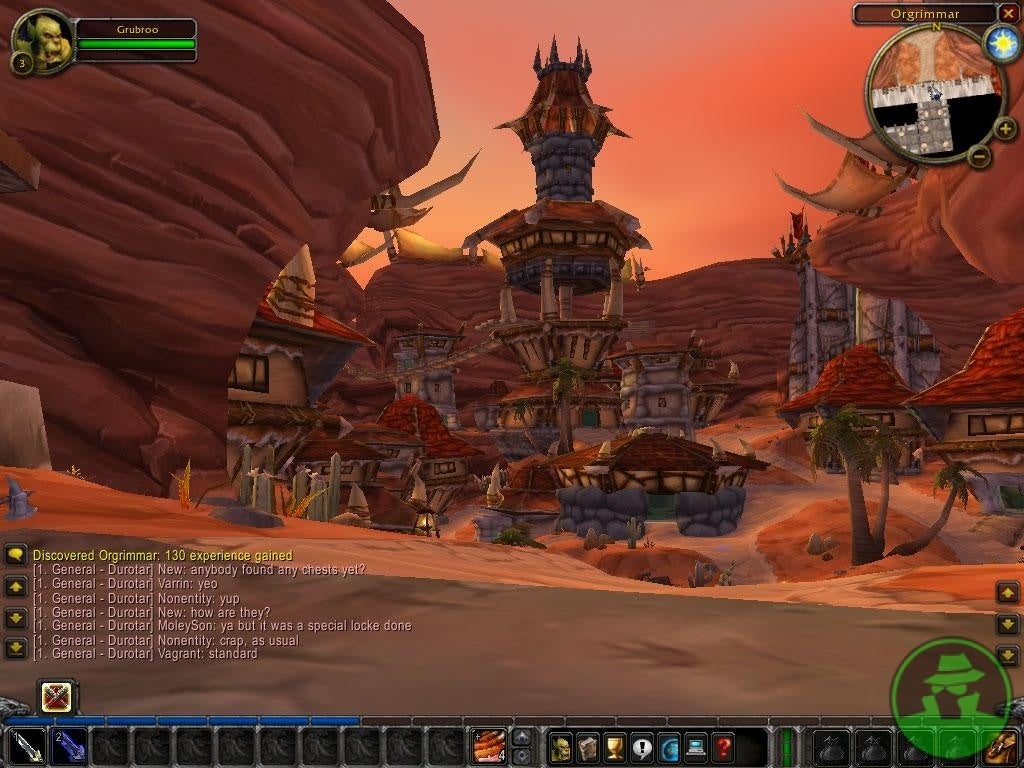 Grubroo
3
Orgrimmar
N
Discovered Orgrimmar: 130 experience gained
[1. General - Durotar] New: anybody found any chests yet?
[1. General - Durotar] Varrin: yeo
[1. General - Durotar] Nonentity: yup
[1. General - Durotar] New: how are they?
[1. General - Durotar] MoleySon: ya but it was a special locke done
[1. General - Durotar] Nonentity: crap, as usual
[1. General - Durotar] Vagrant: standard
1
2
4